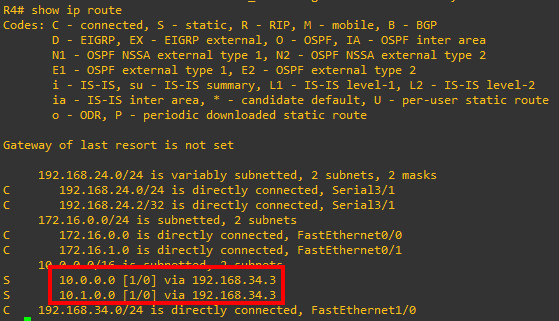 R4# show ip route
Codes: C - connected, S - static, R - RIP, M - mobile, B - BGP
D - EIGRP, EX - EIGRP external, O - OSPF, IA - OSPF inter area
N1 - OSPF NSSA external type 1, N2 - OSPF NSSA external type 2
E1 - OSPF external type 1, E2 - OSPF external type 2
i - IS-IS, su - IS-IS summary, L1 - IS-IS level-1, L2 - IS-IS level-2
ia - IS-IS inter area, * - candidate default, U - per-user static route
o - ODR, P - periodic downloaded static route
Gateway of last resort is not set
192.168.24.0/24 is variably subnetted, 2 subnets, 2 masks
C 192.168.24.0/24 is directly connected, Serial3/1
C 192.168.24.2/32 is directly connected, Serial3/1
172.16.0.0/24 is subnetted, 2 subnets
C 172.16.0.0 is directly connected, FastEthernet0/0
C 172.16.1.0 is directly connected, FastEthernet0/1
10.0.0.0/16 is subnetted, 2 subnets
S 10.0.0.0 [1/0] via 192.168.34.3
S 10.1.0.0 [1/0] via 192.168.34.3
C 192.168.34.0/24 is directly connected, FastEthernet1/0